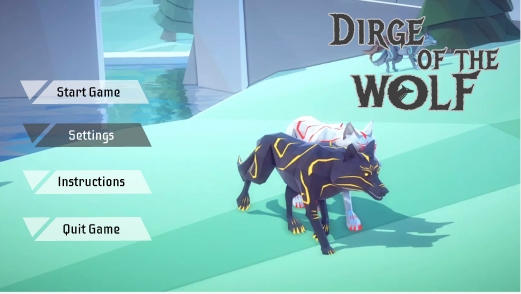 DIRGE
OF THE
WOLF
Start Game
Settings
Instructions
Quit Game